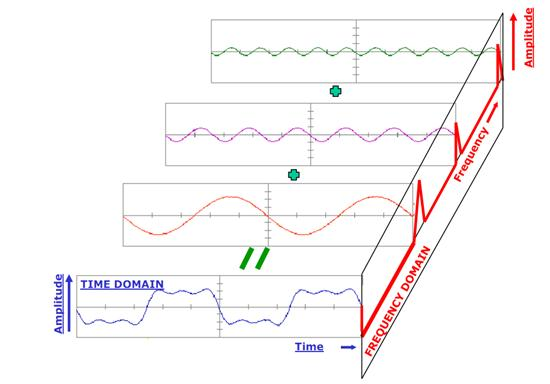 Amplitude
Frequency
TIME DOMAIN
Amplitude
FREQUENCY DOMAIN
Time